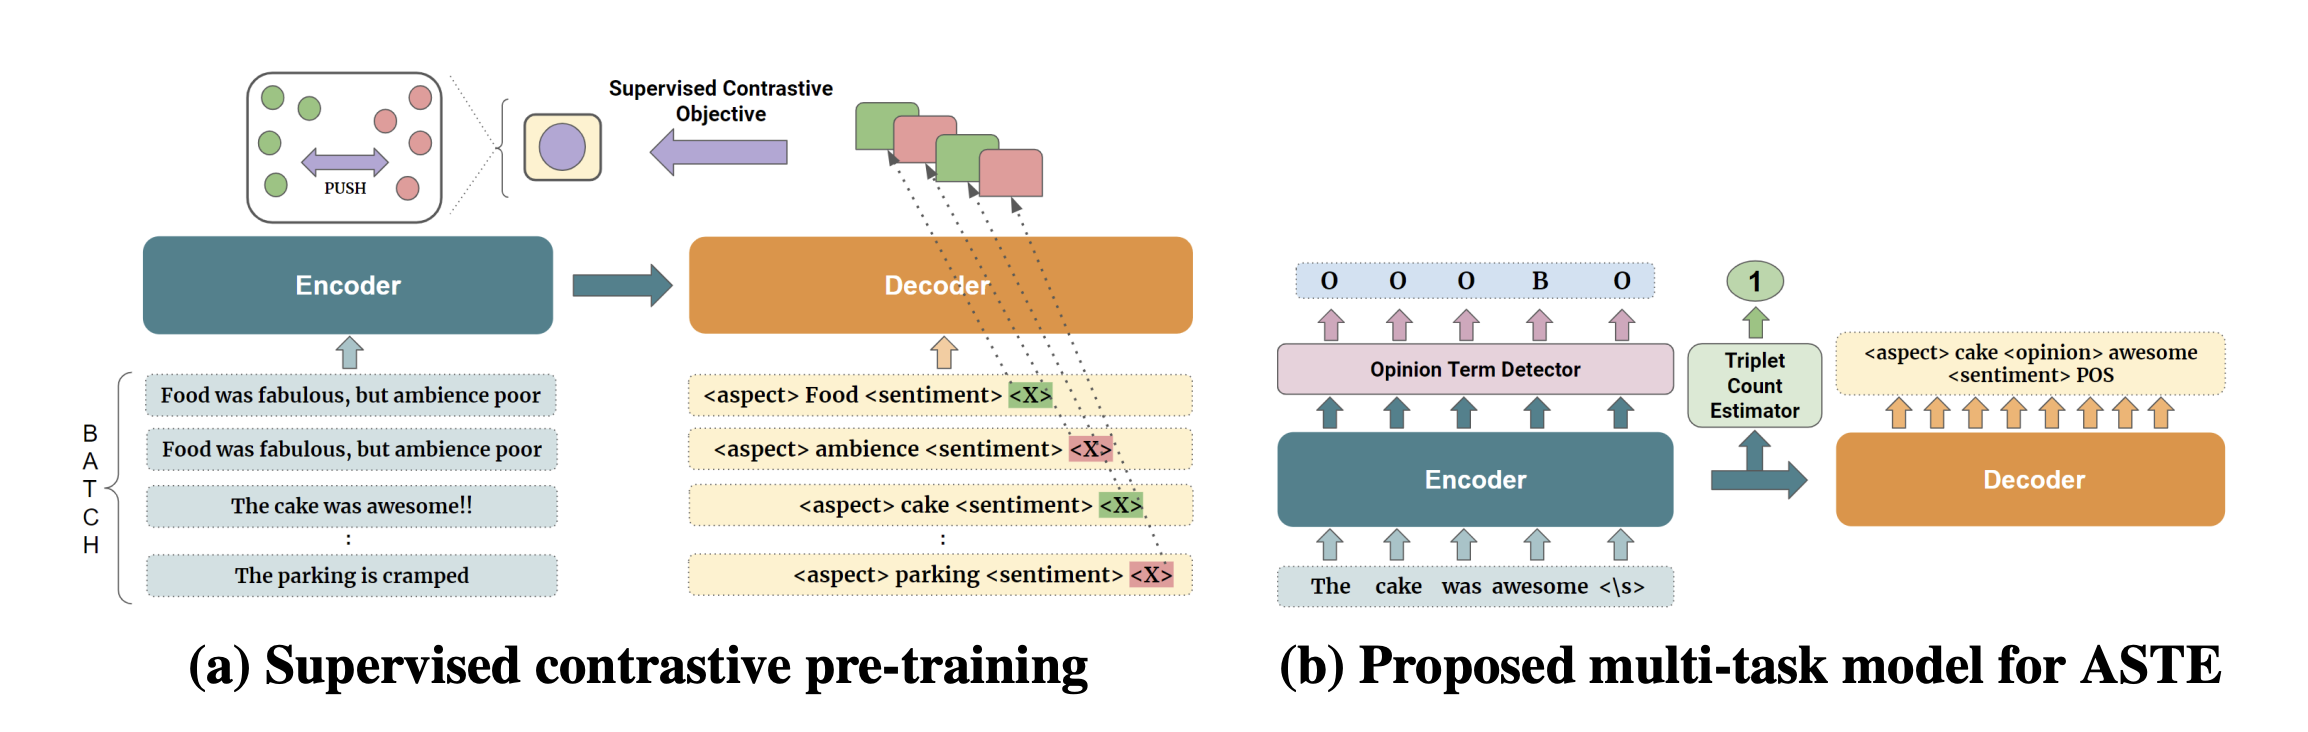 Supervised Contrastive
Objective
PUSH
Encoder
Decoder
B
A
T
C
H
Food was fabulous, but ambience poor
Food was fabulous, but ambience poor
The cake was awesome!!
:
The parking is cramped
<aspect> Food <sentiment> <X>
<aspect> ambience <sentiment> <X>
<aspect> cake <sentiment> <X>
:
<aspect> parking <sentiment> <X>
(a) Supervised contrastive pre-training
O O O B O
1
Opinion Term Detector
Triplet
Count
Estimator
<aspect> cake <opinion> awesome
<sentiment> POS
Encoder
Decoder
The cake was awesome <\s>
(b) Proposed multi-task model for ASTE